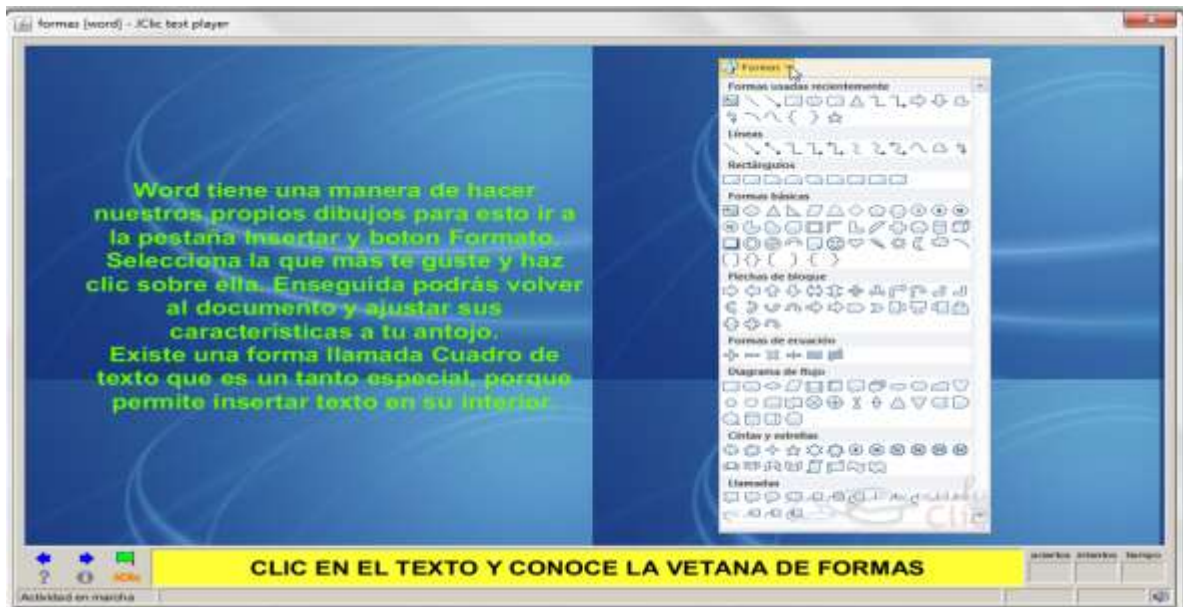 formas [word] - JClic test player
Word tiene una manera de hacer
nuestros propios dibujos para esto ir a
la pestaña Insertar y boton Formato.
Selecciona la que más te guste y haz
clic sobre ella. Enseguida podrás volver
al documento y ajustar sus
características a tu antojo.
Existe una forma llamada Cuadro de
texto que es un tanto especial, porque
permite insertar texto en su interior
Formas
Formas usadas recientemente
Líneas
Rectángulos
Formas básicas
Flechas de bloque
Formas de ecuación
Diagrama de flujo
Cintas y estrellas
Llamadas
Clic
CLIC EN EL TEXTO Y CONOCE LA VETANA DE FORMAS
aciertos intentos tiempo
JClic
Actividad en marcha